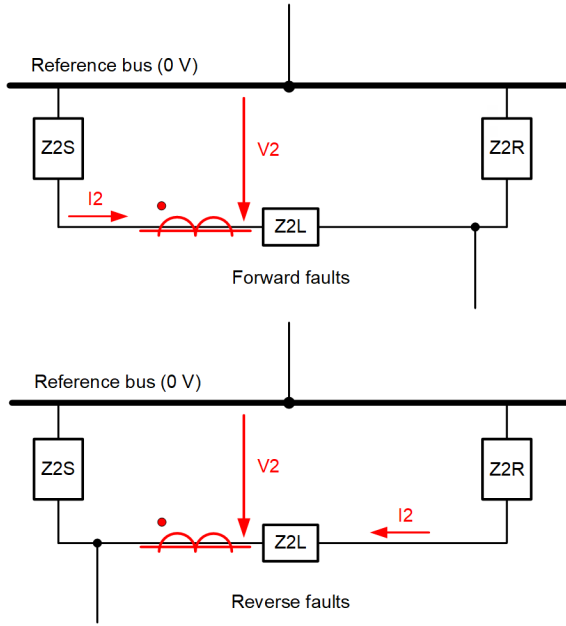 Reference bus (0 V)
Z2S
V2
Z2R
I2
Z2L
Forward faults
Reference bus (0 V)
Z2S
V2
Z2R
I2
Z2L
Reverse faults